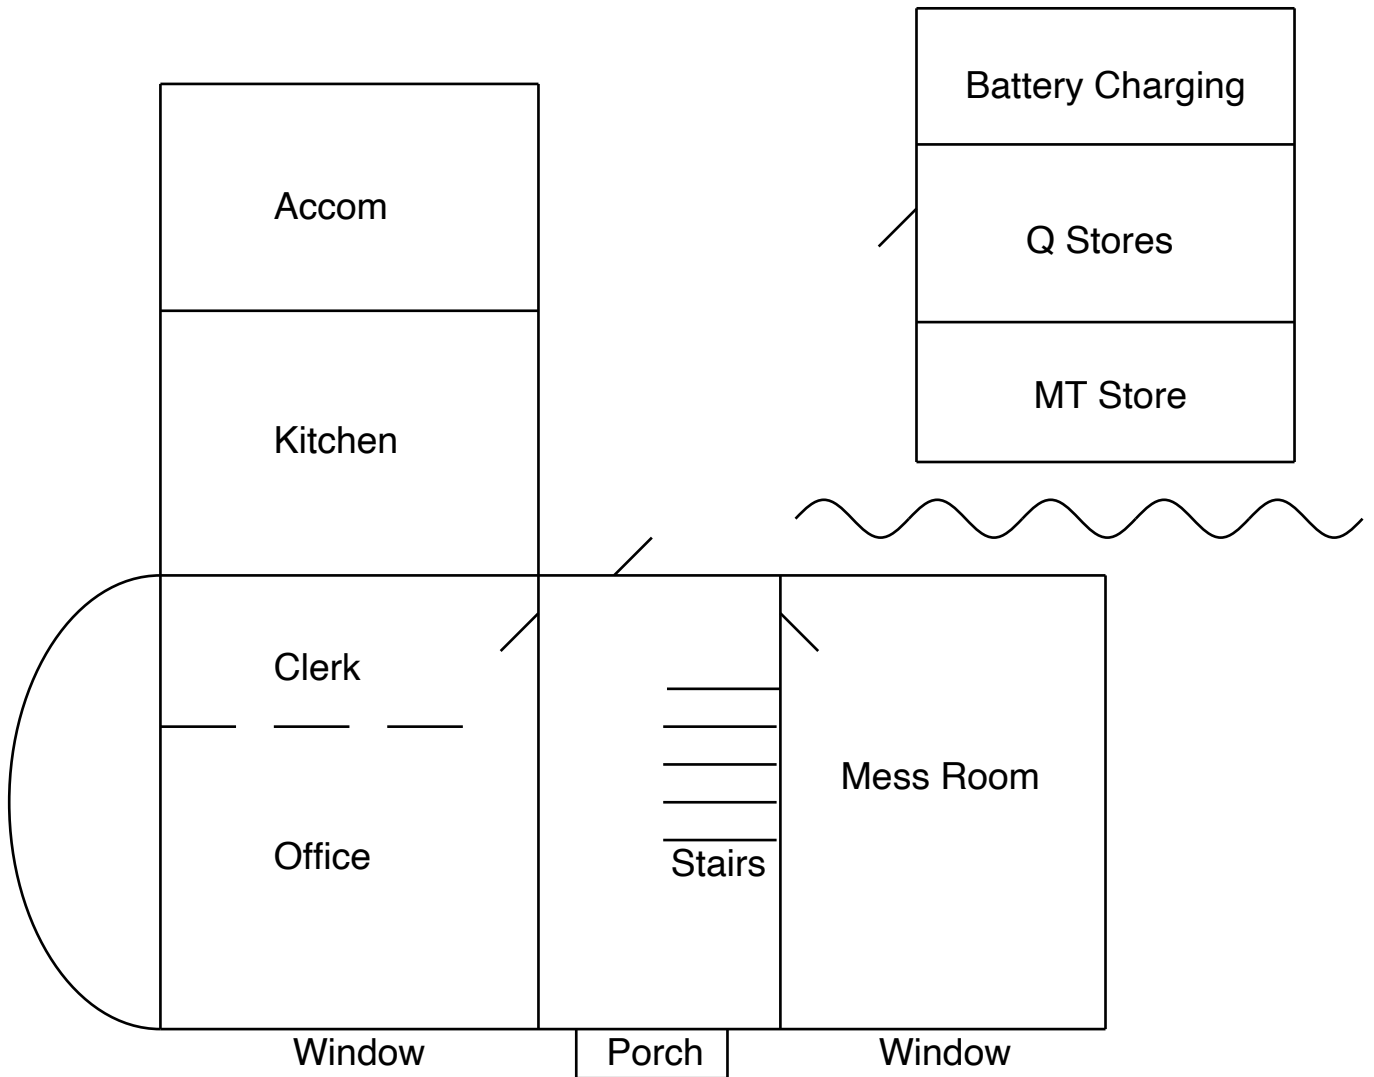 Battery Charging
Accom
Q Stores
MT Store
Kitchen
Clerk
Mess Room
Office
Stairs
Window
Porch
Window